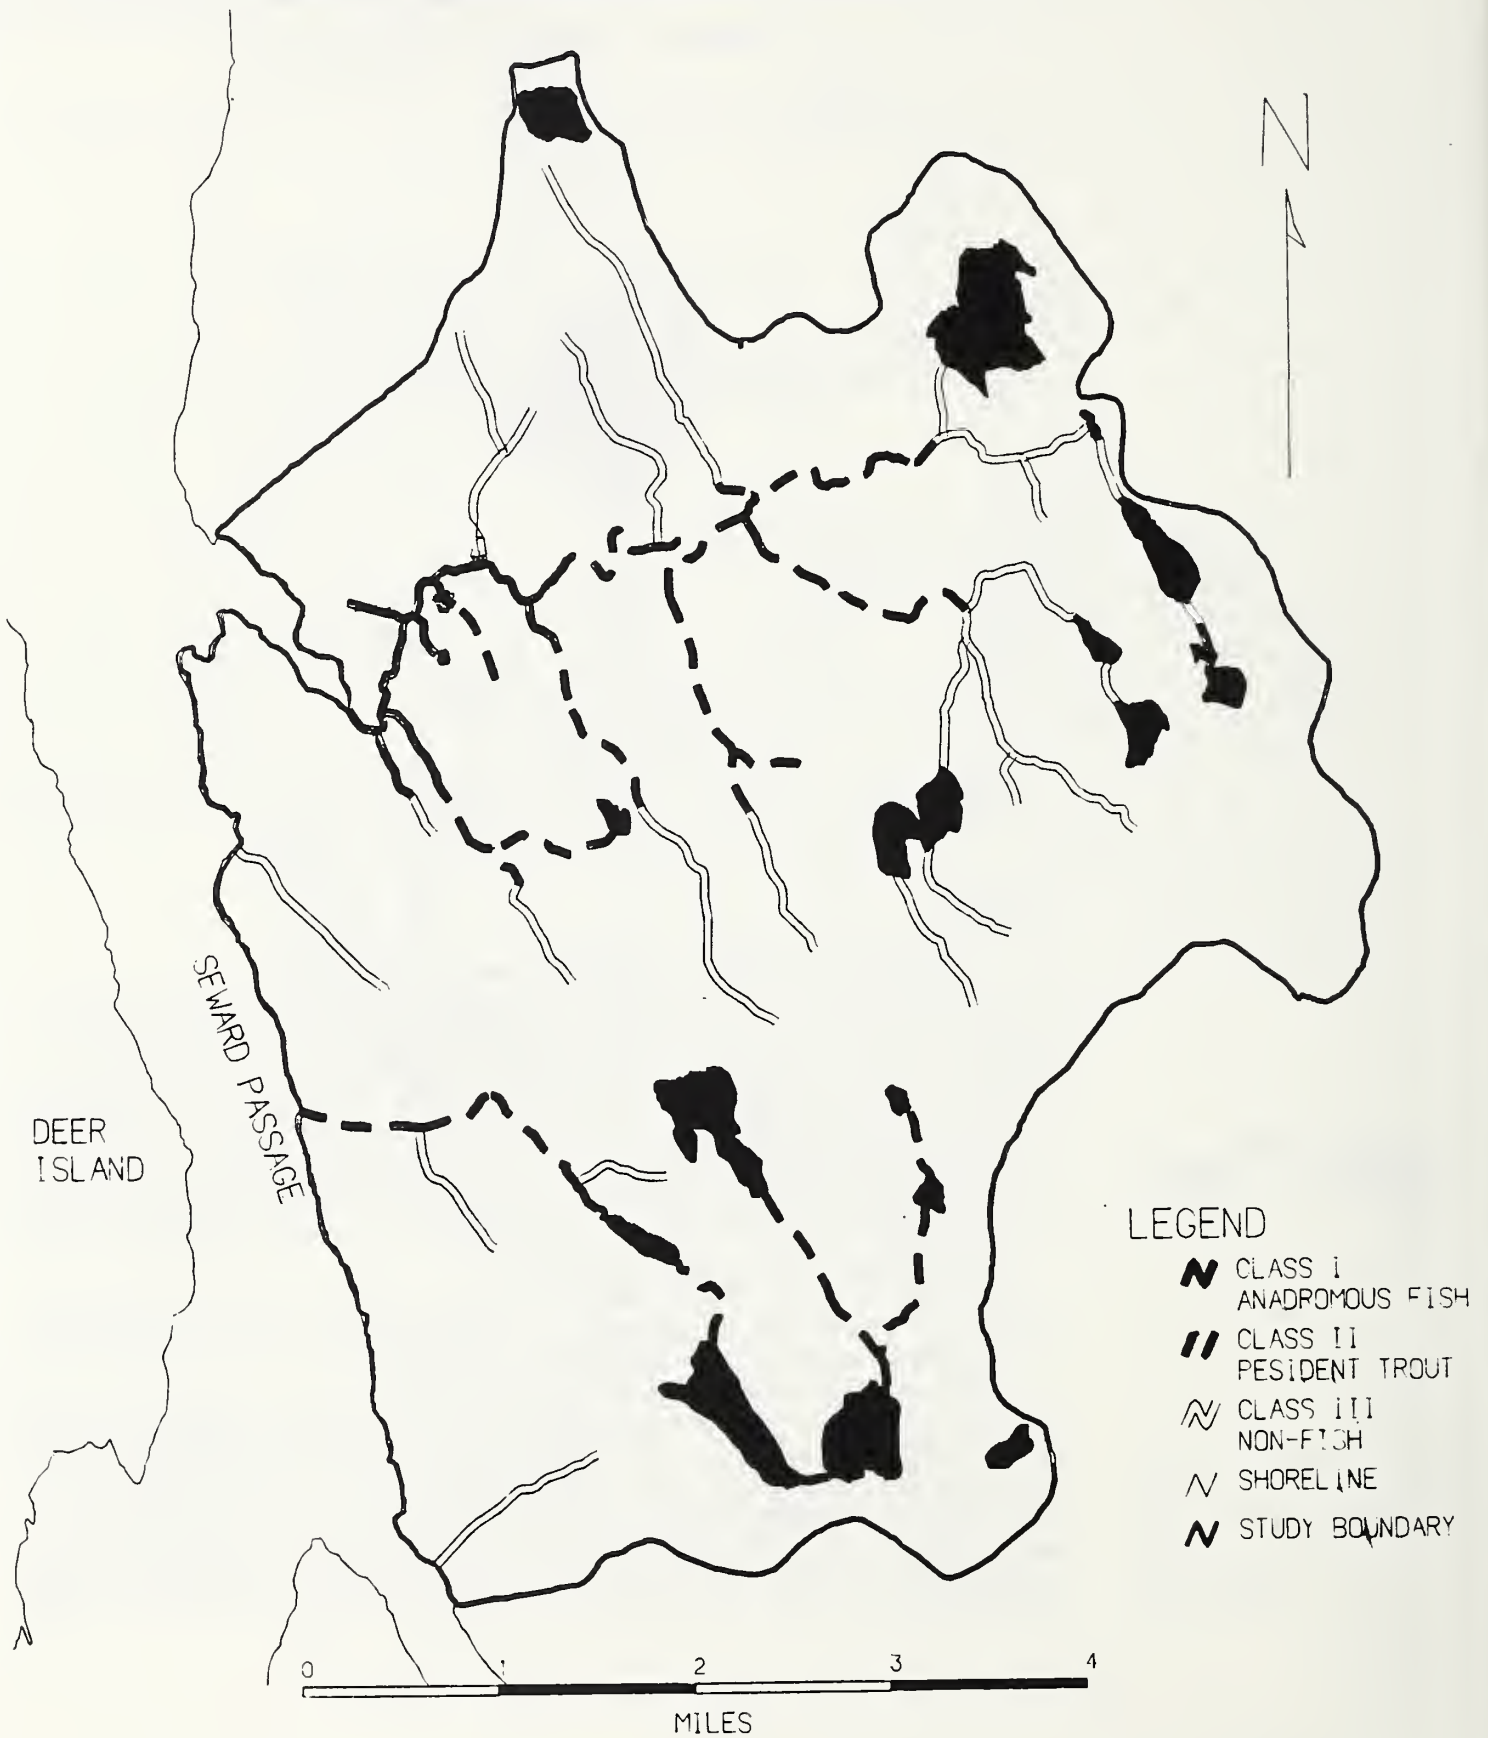 N
SEWARD PASSAGE
DEER
ISLAND
LEGEND
CLASS I
ANADROMOUS FISH
CLASS II
PESIDENT TROUT
CLASS III
NON-FISH
SHORELINE
STUDY BOUNDARY
0 1 2 3 4
MILES